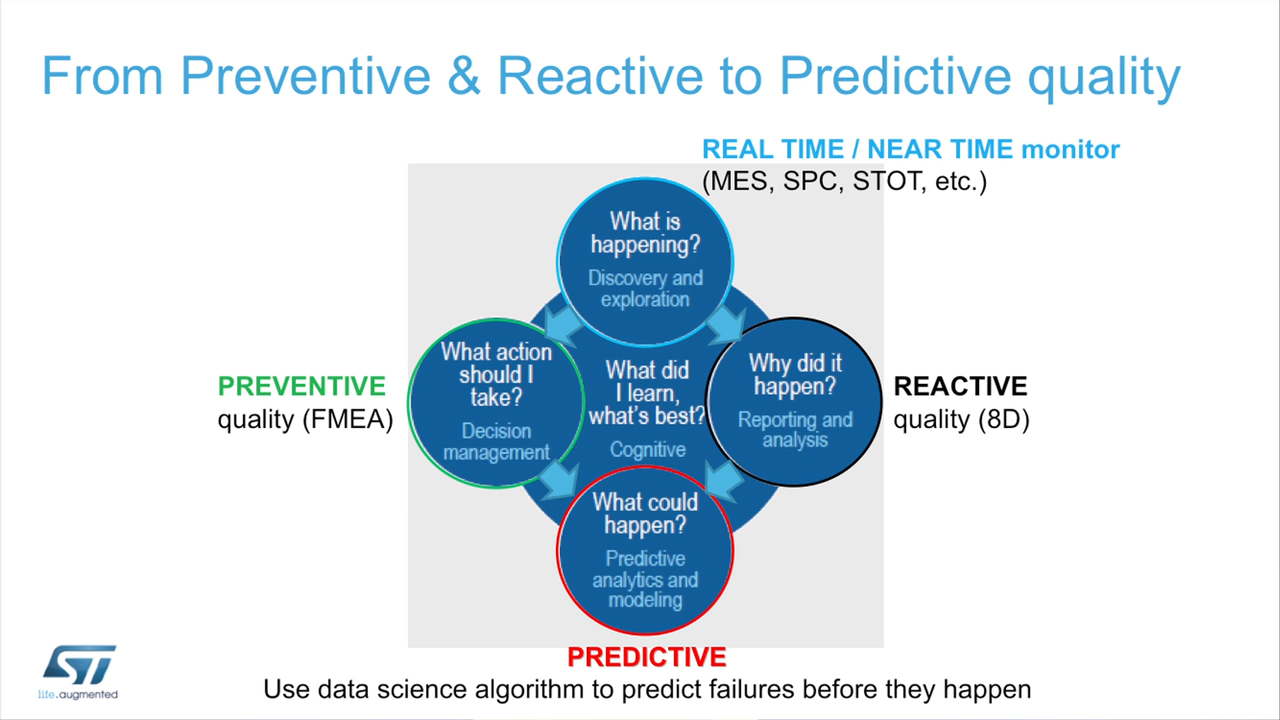 From Preventive & Reactive to Predictive quality
REAL TIME / NEAR TIME monitor
(MES, SPC, STOT, etc.)
What is
happening?
Discovery and
exploration
What action
should I
take?
Decision
management
PREVENTIVE
quality (FMEA)
What did
I learn,
what's best?
Cognitive
Why did it
happen?
Reporting and
analysis
REACTIVE
quality (8D)
What could
happen?
Predictive
analytics and
modeling
PREDICTIVE
Use data science algorithm to predict failures before they happen
ST
life.augmented